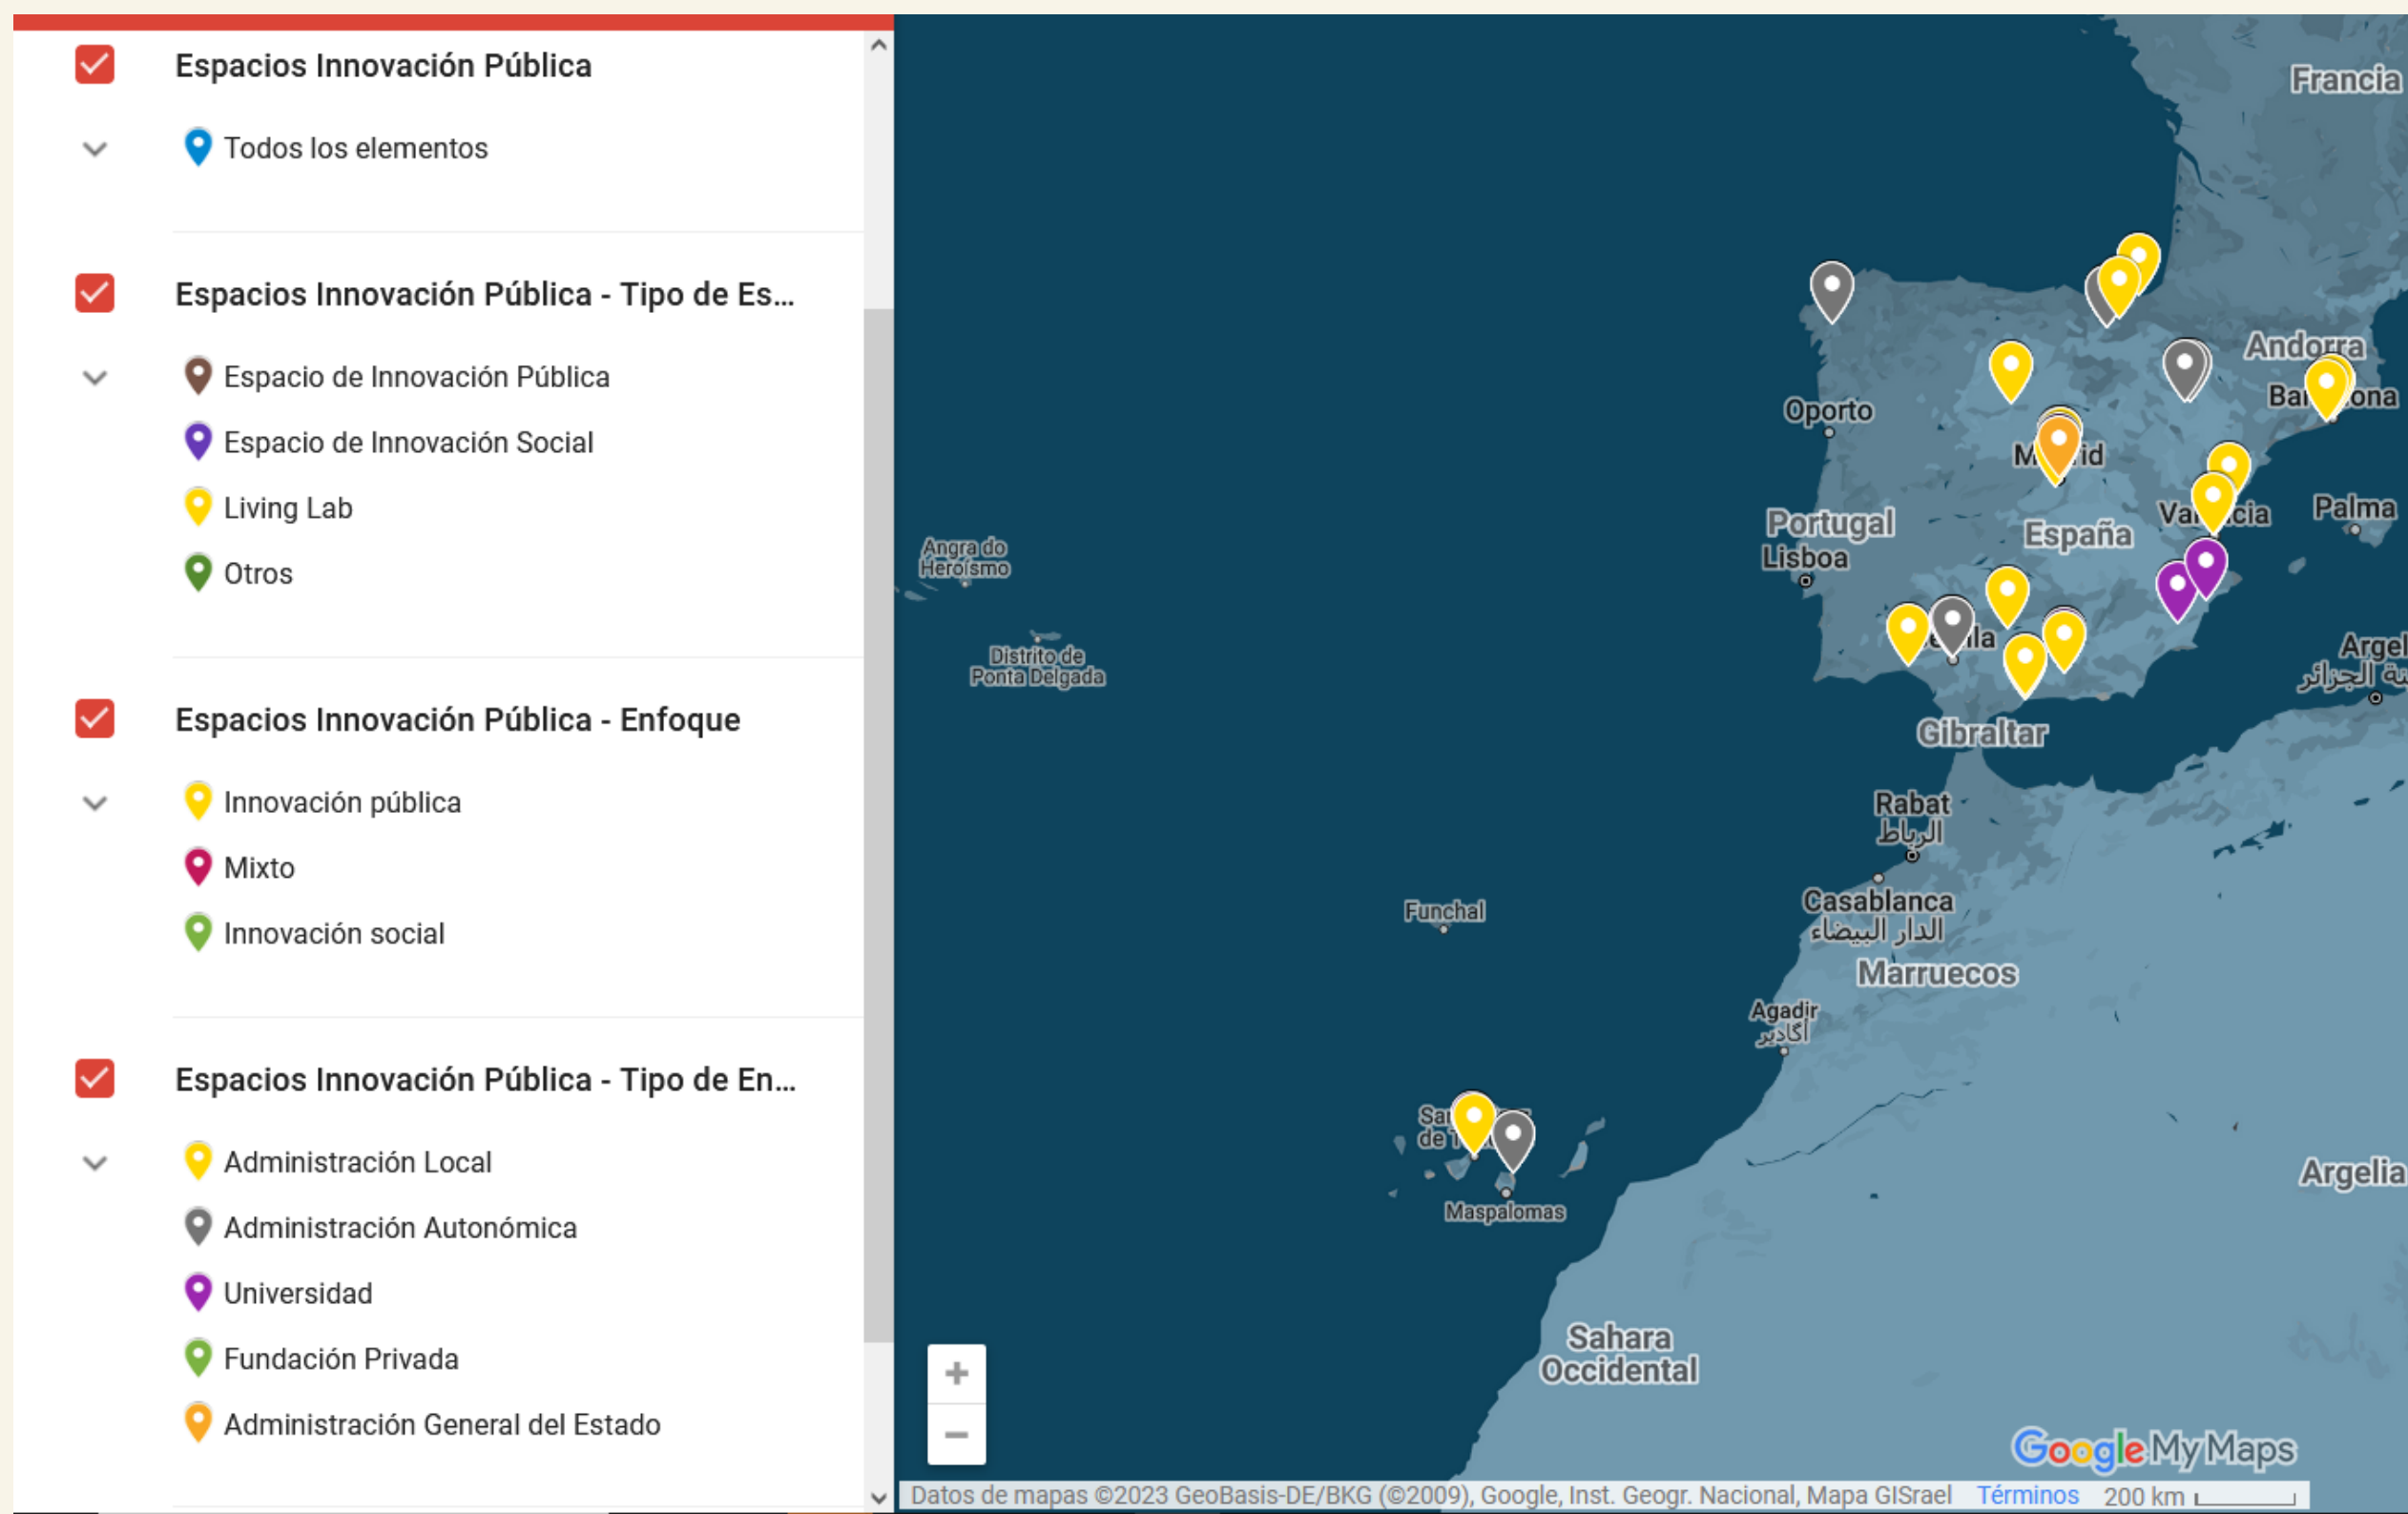 Espacios Innovación Pública
Todos los elementos
Espacios Innovación Pública - Tipo de Es...
Espacio de Innovación Pública
Espacio de Innovación Social
Living Lab
Otros
Espacios Innovación Pública - Enfoque
Innovación pública
Mixto
Innovación social
Espacios Innovación Pública - Tipo de En...
Administración Local
Administración Autonómica
Universidad
Fundación Privada
Administración General del Estado
Francia
Andorra
Oporto
Portugal
Lisboa
España
Palma
Angra do
Heroísmo
Distrito de
Ponta Delgada
Gibraltar
Rabat
الرباط
Funchal
Casablanca
الدار البيضاء
Marruecos
Agadir
أگادیر
Maspalomas
Argelia
Sahara
Occidental
Google My Maps
Datos de mapas ©2023 GeoBasis-DE/BKG (©2009), Google, Inst. Geogr. Nacional, Mapa GISrael Términos 200 km